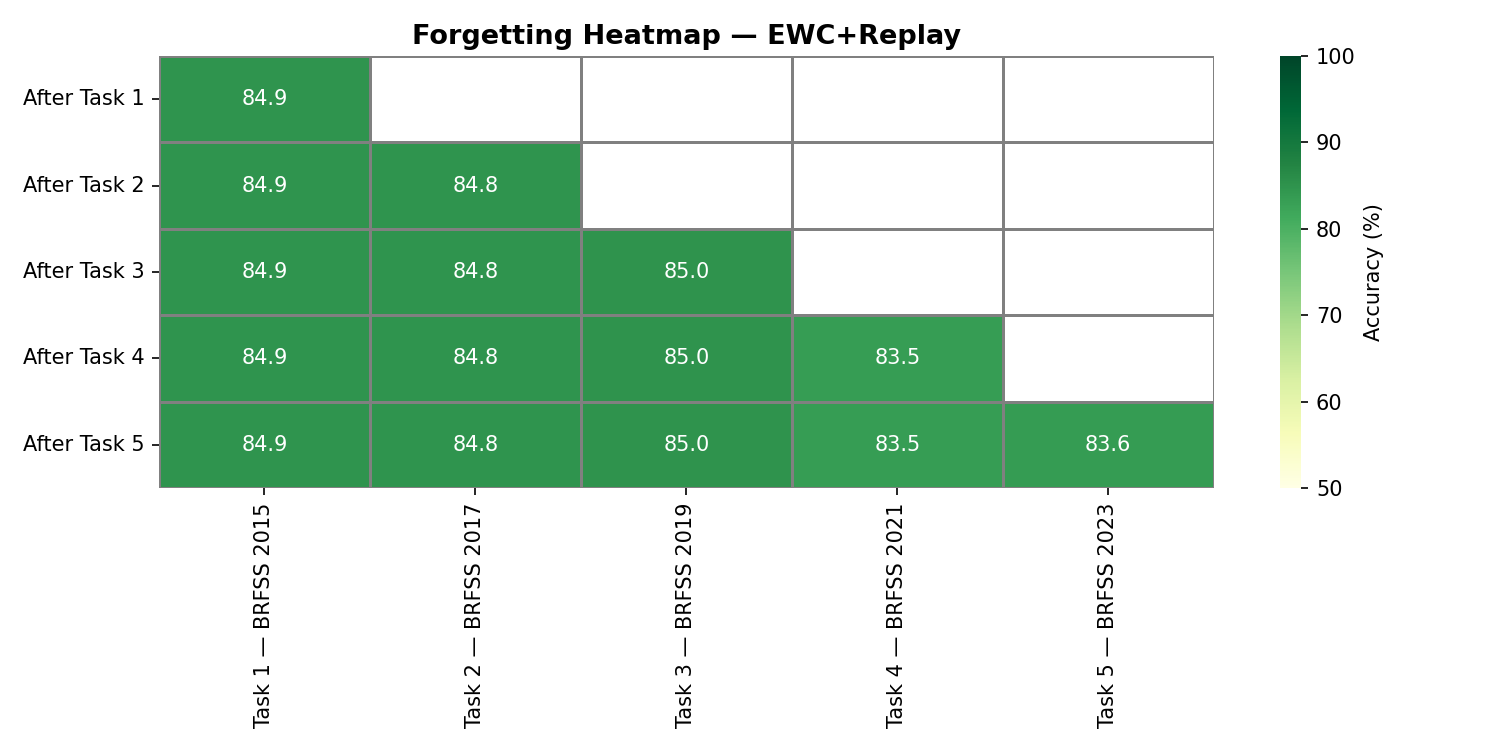 Forgetting Heatmap — EWC+Replay
After Task 1 84.9
After Task 2 84.9 84.8
After Task 3 84.9 84.8 85.0
After Task 4 84.9 84.8 85.0 83.5
After Task 5 84.9 84.8 85.0 83.5 83.6
Task 1 — BRFSS 2015
Task 2 — BRFSS 2017
Task 3 — BRFSS 2019
Task 4 — BRFSS 2021
Task 5 — BRFSS 2023
100
90
80
70
60
50
Accuracy (%)